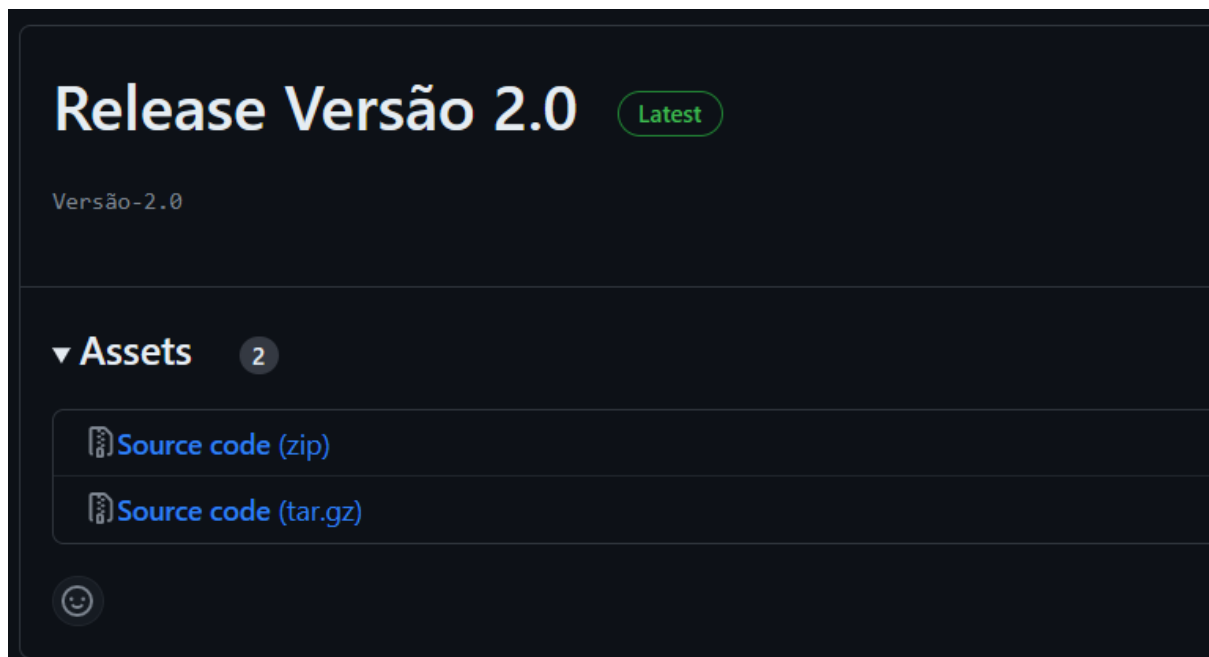 Release Versão 2.0 Latest
Versão-2.0
Assets 2
Source code (zip)
Source code (tar.gz)